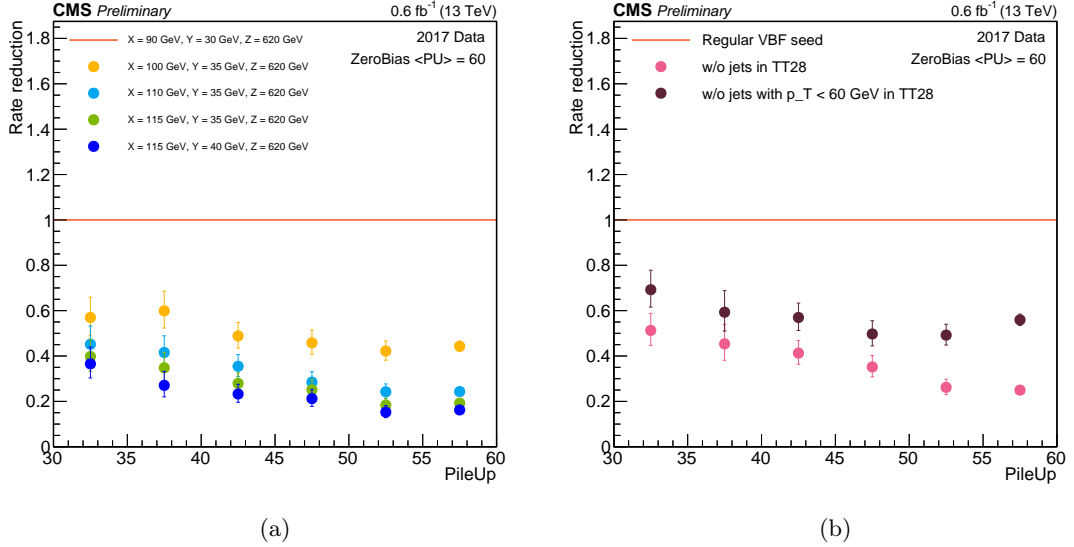 CMS Preliminary
0.6 fb⁻¹ (13 TeV)
Rate reduction
1.8
1.6
1.4
1.2
1
0.8
0.6
0.4
0.2
0
X = 90 GeV, Y = 30 GeV, Z = 620 GeV
X = 100 GeV, Y = 35 GeV, Z = 620 GeV
X = 110 GeV, Y = 35 GeV, Z = 620 GeV
X = 115 GeV, Y = 35 GeV, Z = 620 GeV
X = 115 GeV, Y = 40 GeV, Z = 620 GeV
2017 Data
ZeroBias <PU> = 60
30 35 40 45 50 55 60
PileUp
(a)
CMS Preliminary
0.6 fb⁻¹ (13 TeV)
Rate reduction
1.8
1.6
1.4
1.2
1
0.8
0.6
0.4
0.2
0
Regular VBF seed
w/o jets in TT28
w/o jets with p_T < 60 GeV in TT28
2017 Data
ZeroBias <PU> = 60
30 35 40 45 50 55 60
PileUp
(b)